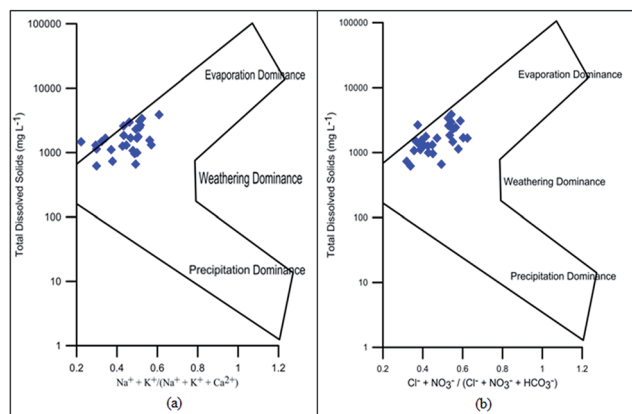 100000
10000
1000
100
10
1
Total Dissolved Solids (mg L⁻¹)
Evaporation Dominance
Weathering Dominance
Precipitation Dominance
0.2 0.4 0.6 0.8 1 1.2
Na⁺ + K⁺/(Na⁺ + K⁺ + Ca²⁺)
(a)
100000
10000
1000
100
10
1
Total Dissolved Solids (mg L⁻¹)
Evaporation Dominance
Weathering Dominance
Precipitation Dominance
0.2 0.4 0.6 0.8 1 1.2
Cl⁻ + NO₃⁻ / (Cl⁻ + NO₃⁻ + HCO₃⁻)
(b)